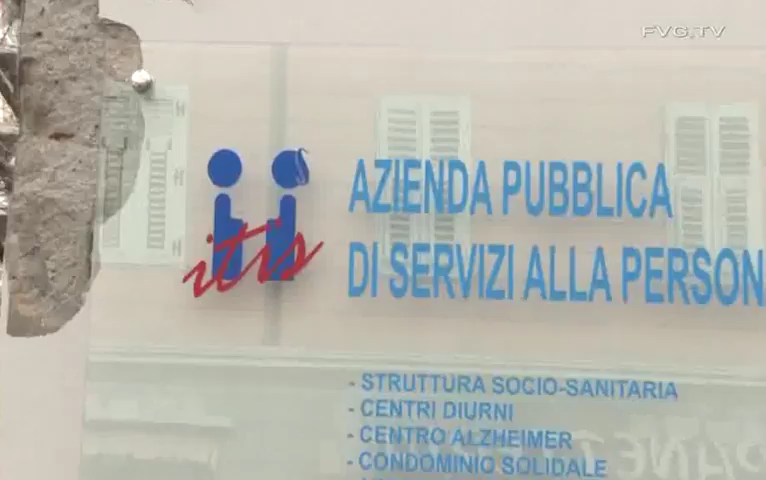 FVG.TV
AZIENDA PUBBLICA
itis
DI SERVIZI ALLA PERSON
- STRUTTURA SOCIO-SANITARIA
- CENTRI DIURNI
- CENTRO ALZHEIMER
- CONDOMINIO SOLIDALE